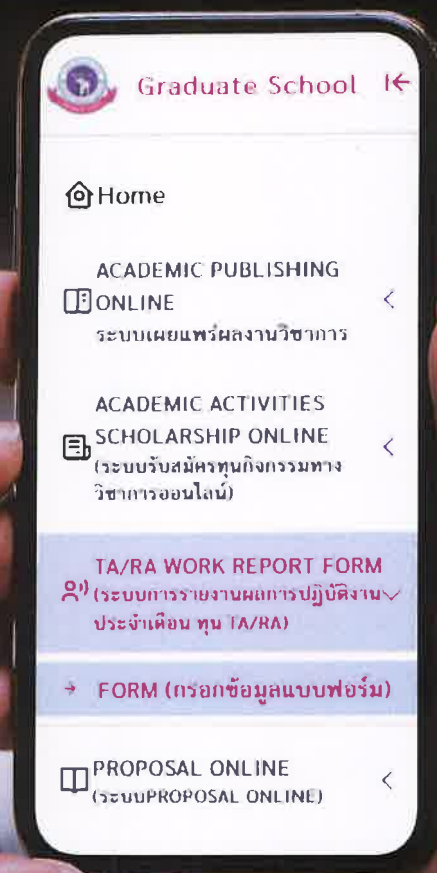 Graduate School
Home
ACADEMIC PUBLISHING
ONLINE
ระบบเผยแพร่ผลงานวิชาการ
ACADEMIC ACTIVITIES
SCHOLARSHIP ONLINE
(ระบบรับสมัครทุนกิจกรรมทาง
วิชาการออนไลน์)
TA/RA WORK REPORT FORM
(ระบบการรายงานผลการปฏิบัติงาน
ประจำเดือน ทุน TA/RA)
FORM (กรอกข้อมูลแบบฟอร์ม)
PROPOSAL ONLINE
(ระบบPROPOSAL ONLINE)